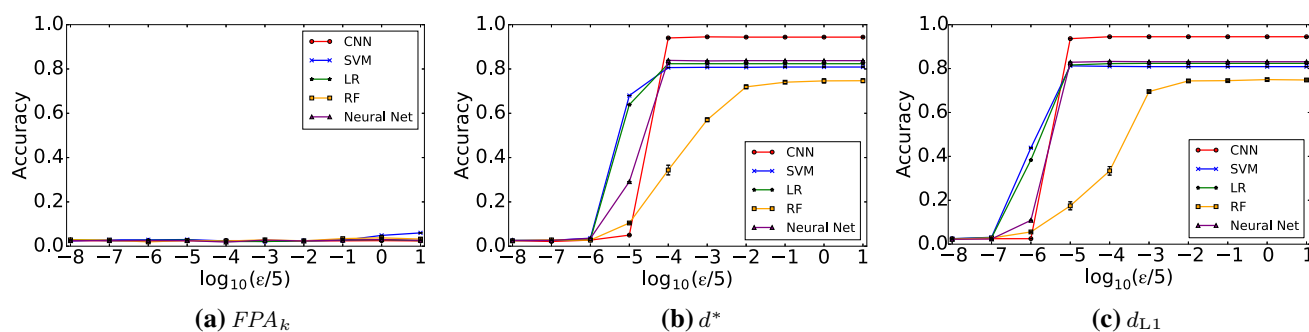 1.0
0.8
0.6
0.4
0.2
0.0
Accuracy
−8 −7 −6 −5 −4 −3 −2 −1 0 1
log₁₀(ε/5)
CNN
SVM
LR
RF
Neural Net
(a) FPAₖ
1.0
0.8
0.6
0.4
0.2
0.0
Accuracy
−8 −7 −6 −5 −4 −3 −2 −1 0 1
log₁₀(ε/5)
CNN
SVM
LR
RF
Neural Net
(b) d*
1.0
0.8
0.6
0.4
0.2
0.0
Accuracy
−8 −7 −6 −5 −4 −3 −2 −1 0 1
log₁₀(ε/5)
CNN
SVM
LR
RF
Neural Net
(c) d_L1